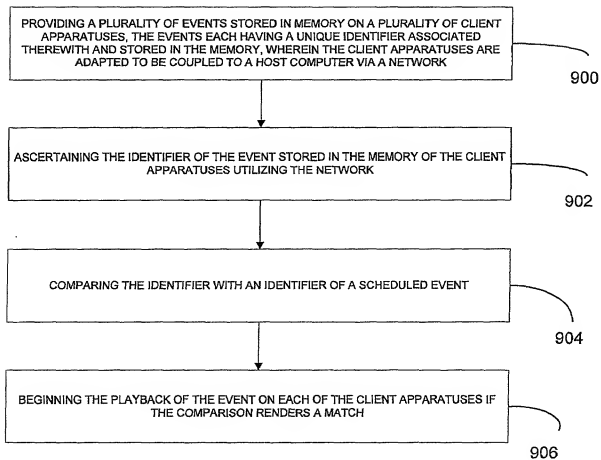 PROVIDING A PLURALITY OF EVENTS STORED IN MEMORY ON A PLURALITY OF CLIENT
APPARATUSES, THE EVENTS EACH HAVING A UNIQUE IDENTIFIER ASSOCIATED
THEREWITH AND STORED IN THE MEMORY, WHEREIN THE CLIENT APPARATUSES ARE
ADAPTED TO BE COUPLED TO A HOST COMPUTER VIA A NETWORK
900
ASCERTAINING THE IDENTIFIER OF THE EVENT STORED IN THE MEMORY OF THE CLIENT
APPARATUSES UTILIZING THE NETWORK
902
COMPARING THE IDENTIFIER WITH AN IDENTIFIER OF A SCHEDULED EVENT
904
BEGINNING THE PLAYBACK OF THE EVENT ON EACH OF THE CLIENT APPARATUSES IF
THE COMPARISON RENDERS A MATCH
906